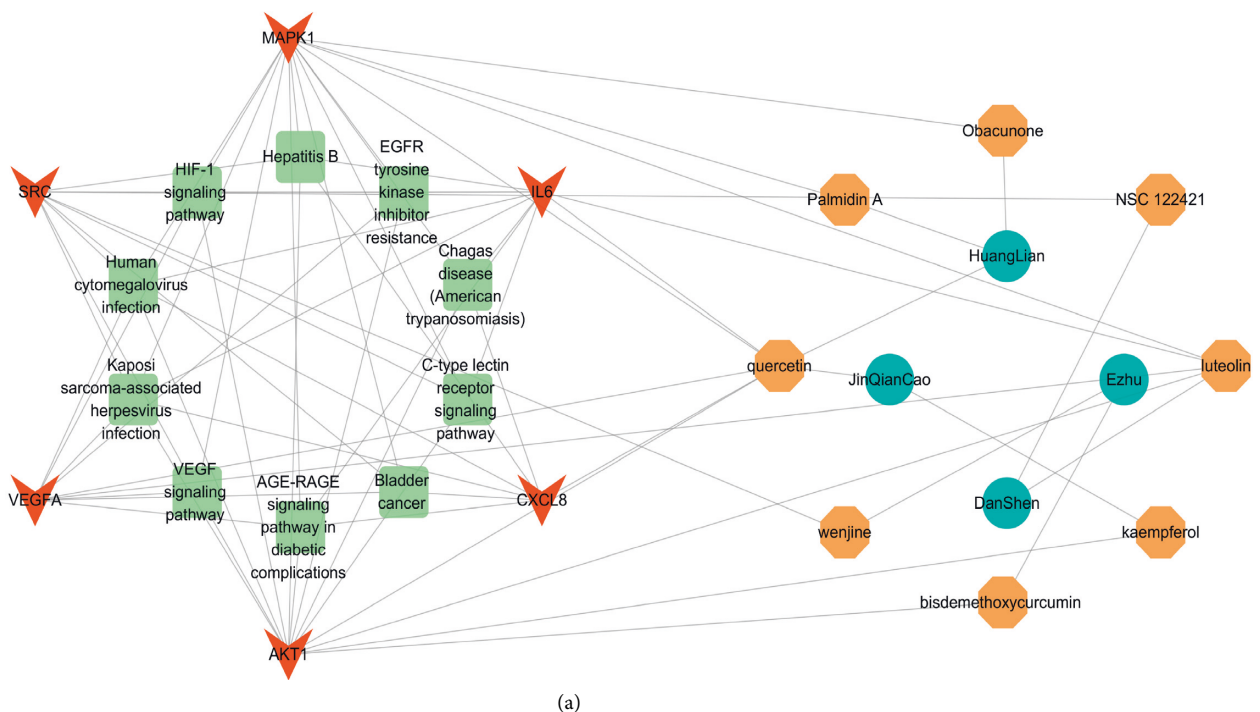 MAPK1
Obacunone
Hepatitis B
EGFR
tyrosine
kinase
inhibitor
resistance
HIF-1
signaling
pathway
SRC
IL6
Palmidin A
NSC 122421
HuangLian
Human
cytomegalovirus
infection
Chagas
disease
(American
trypanosomiasis)
Kaposi
sarcoma-associated
herpesvirus
infection
C-type lectin
receptor
signaling
pathway
quercetin
JinQianCao
Ezhu
luteolin
VEGFA
VEGF
signaling
pathway
AGE-RAGE
signaling
pathway in
diabetic
complications
Bladder
cancer
CXCL8
DanShen
wenjine
kaempferol
bisdemethoxycurcumin
AKT1
(a)